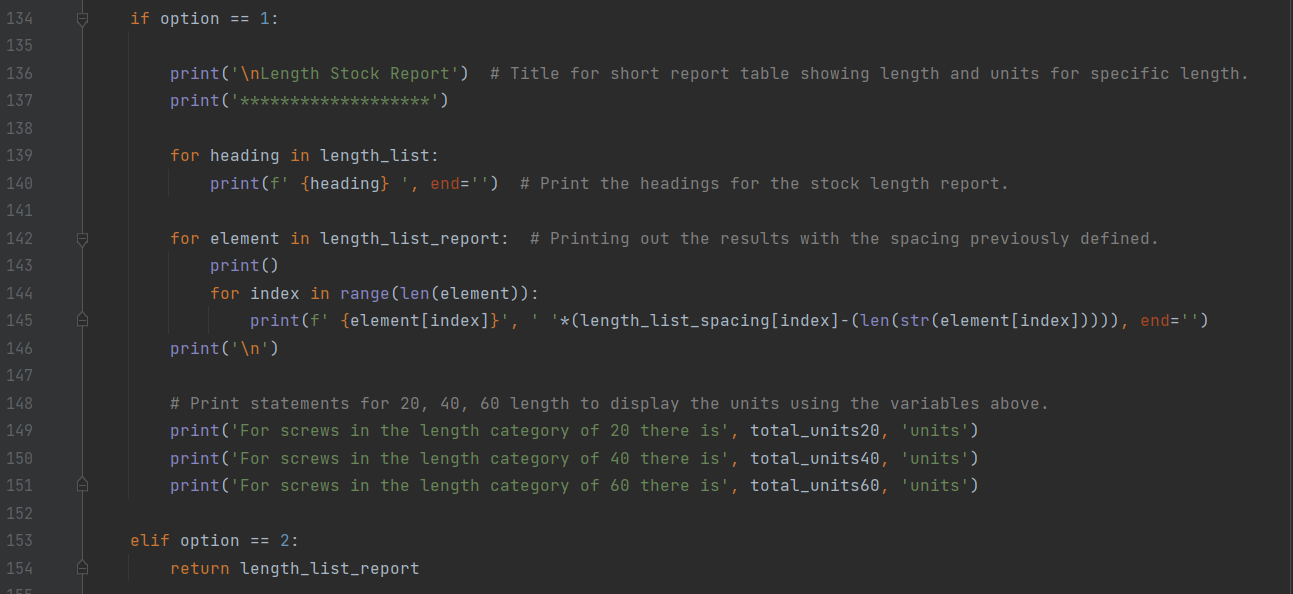 134 if option == 1:
135
136 print('\nLength Stock Report')  # Title for short report table showing length and units for specific length.
137 print('*******************')
138
139 for heading in length_list:
140 print(f' {heading} ', end='')  # Print the headings for the stock length report.
141
142 for element in length_list_report:  # Printing out the results with the spacing previously defined.
143 print()
144 for index in range(len(element)):
145 print(f' {element[index]}', ' '*(length_list_spacing[index]-(len(str(element[index])))), end='')
146 print('\n')
147
148 # Print statements for 20, 40, 60 length to display the units using the variables above.
149 print('For screws in the length category of 20 there is', total_units20, 'units')
150 print('For screws in the length category of 40 there is', total_units40, 'units')
151 print('For screws in the length category of 60 there is', total_units60, 'units')
152
153 elif option == 2:
154 return length_list_report